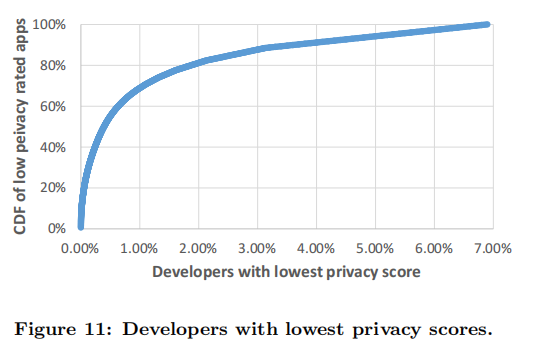 100%
80%
60%
40%
20%
0%
CDF of low peivacy rated apps
0.00% 1.00% 2.00% 3.00% 4.00% 5.00% 6.00% 7.00%
Developers with lowest privacy score
Figure 11: Developers with lowest privacy scores.